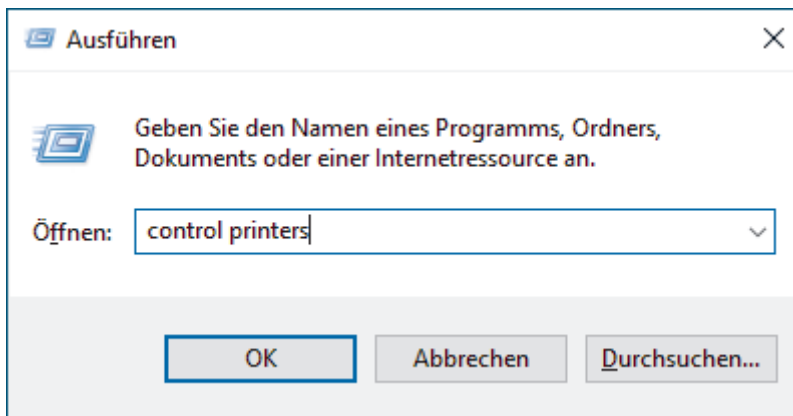 Ausführen
Geben Sie den Namen eines Programms, Ordners,
Dokuments oder einer Internetressource an.
Öffnen: control printers
OK Abbrechen Durchsuchen...